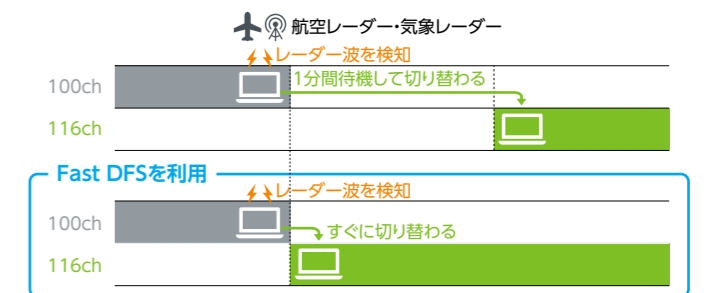 航空レーダー・気象レーダー
レーダー波を検知
100ch
1分間待機して切り替わる
116ch
Fast DFSを利用
レーダー波を検知
100ch
すぐに切り替わる
116ch